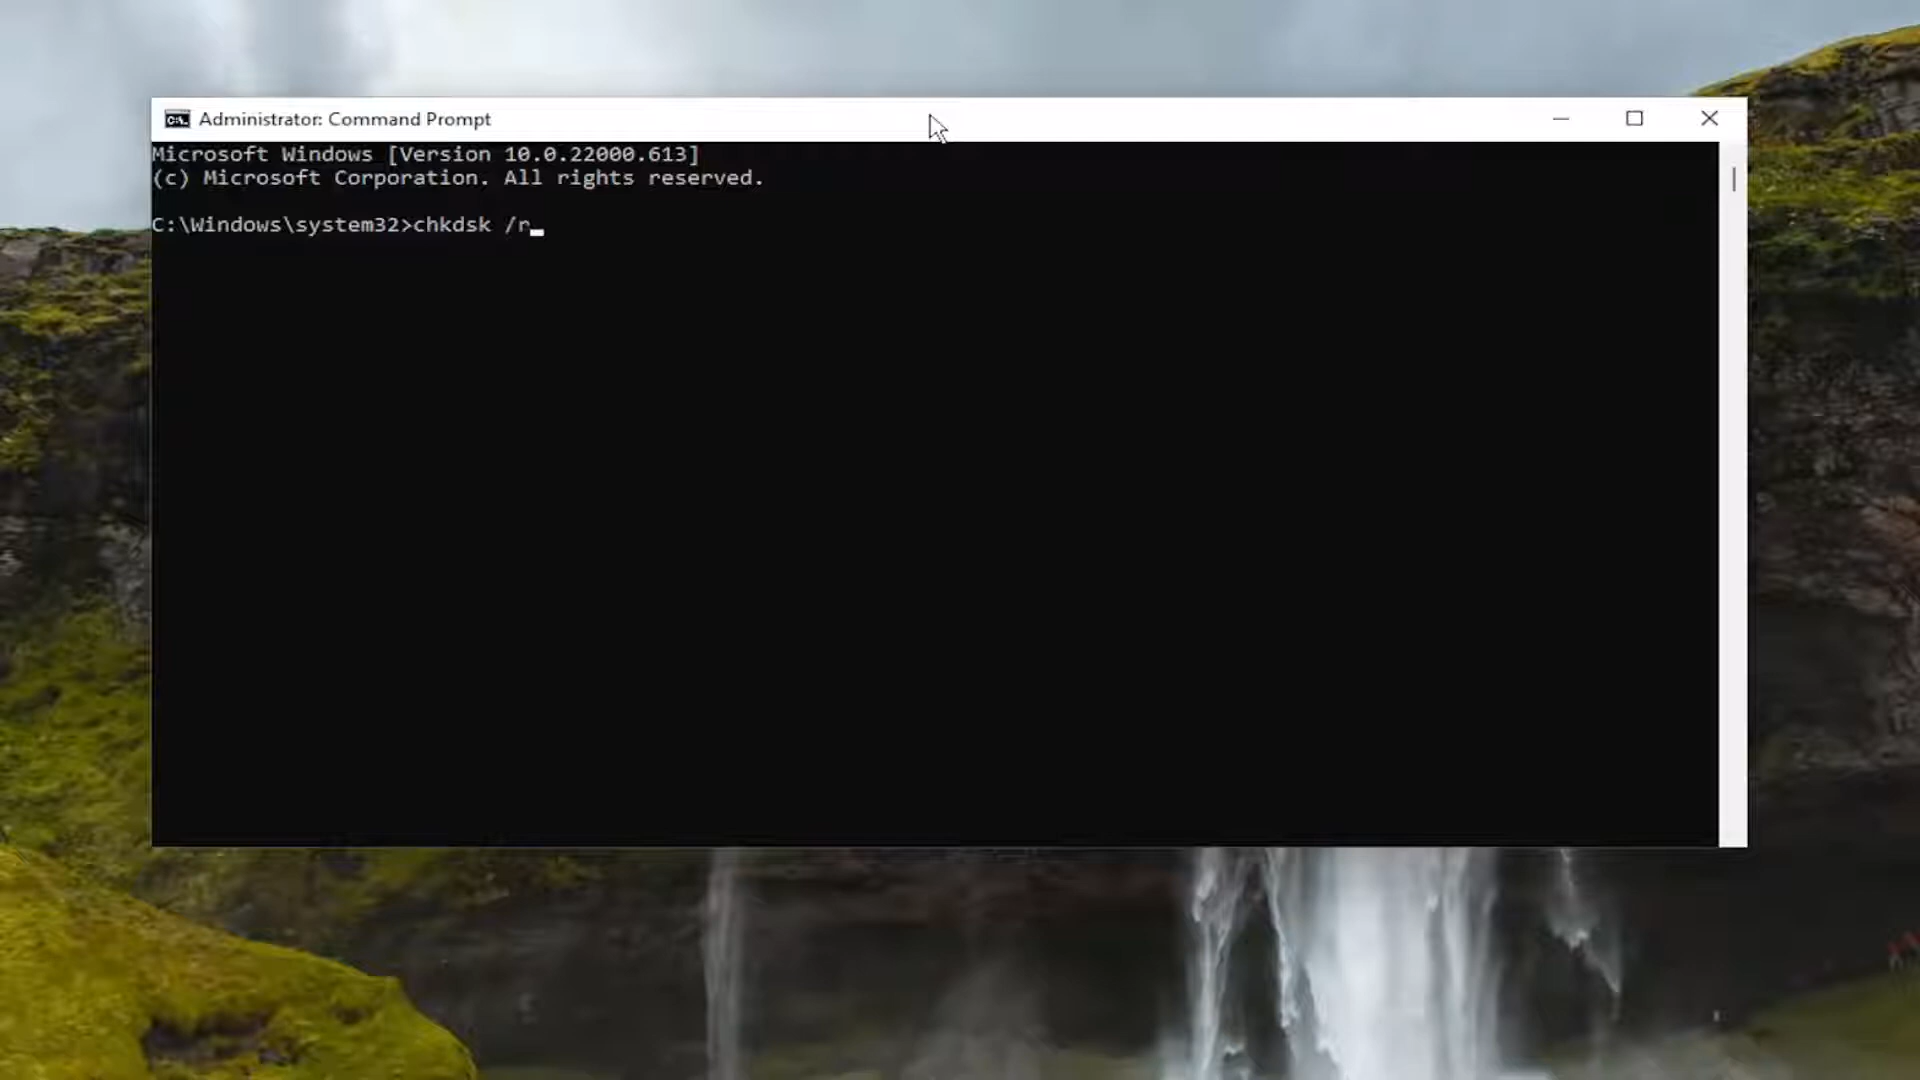 Administrator: Command Prompt
Microsoft Windows [Version 10.0.22000.613]
(c) Microsoft Corporation. All rights reserved.
C:\Windows\system32>chkdsk /r